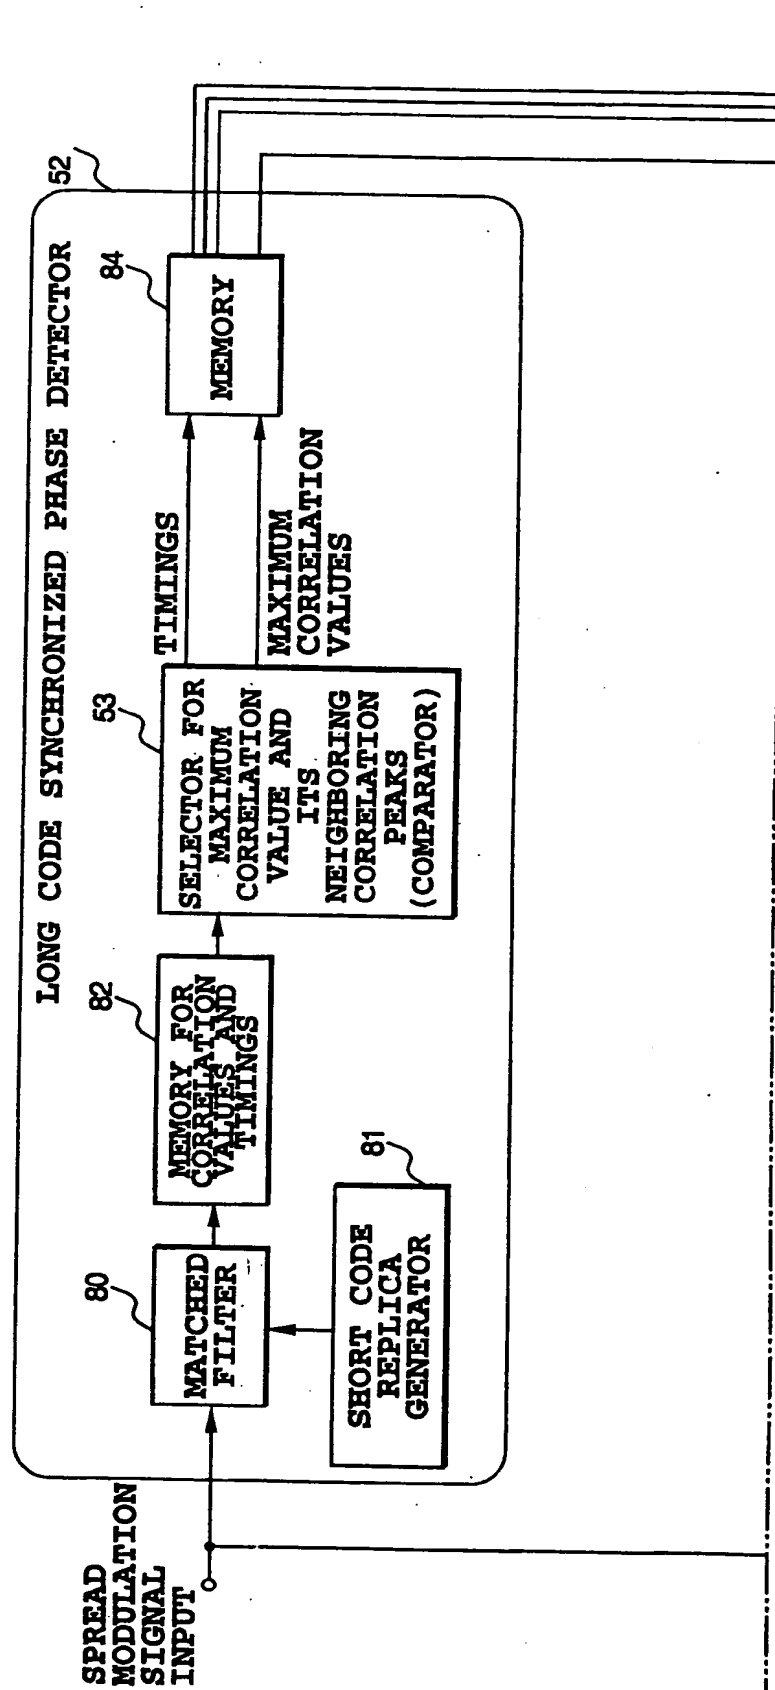 LONG CODE SYNCHRONIZED PHASE DETECTOR
52
SPREAD
MODULATION
SIGNAL
INPUT
80
MATCHED
FILTER
81
SHORT CODE
REPLICA
GENERATOR
82
MEMORY FOR
CORRELATION
VALUES AND
TIMINGS
53
SELECTOR FOR
MAXIMUM
CORRELATION
VALUE AND
ITS
NEIGHBORING
CORRELATION
PEAKS
(COMPARATOR)
TIMINGS
MAXIMUM
CORRELATION
VALUES
84
MEMORY